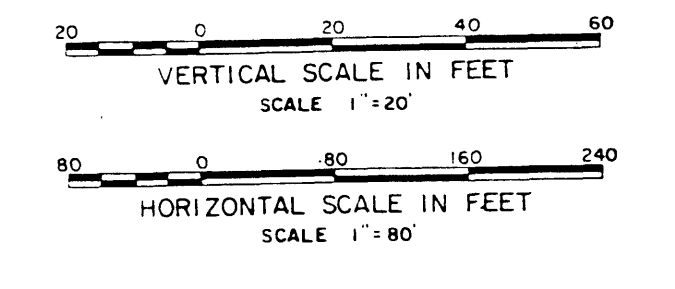 20 0 20 40 60
VERTICAL SCALE IN FEET
SCALE 1"=20'
80 0 80 160 240
HORIZONTAL SCALE IN FEET
SCALE 1"=80'